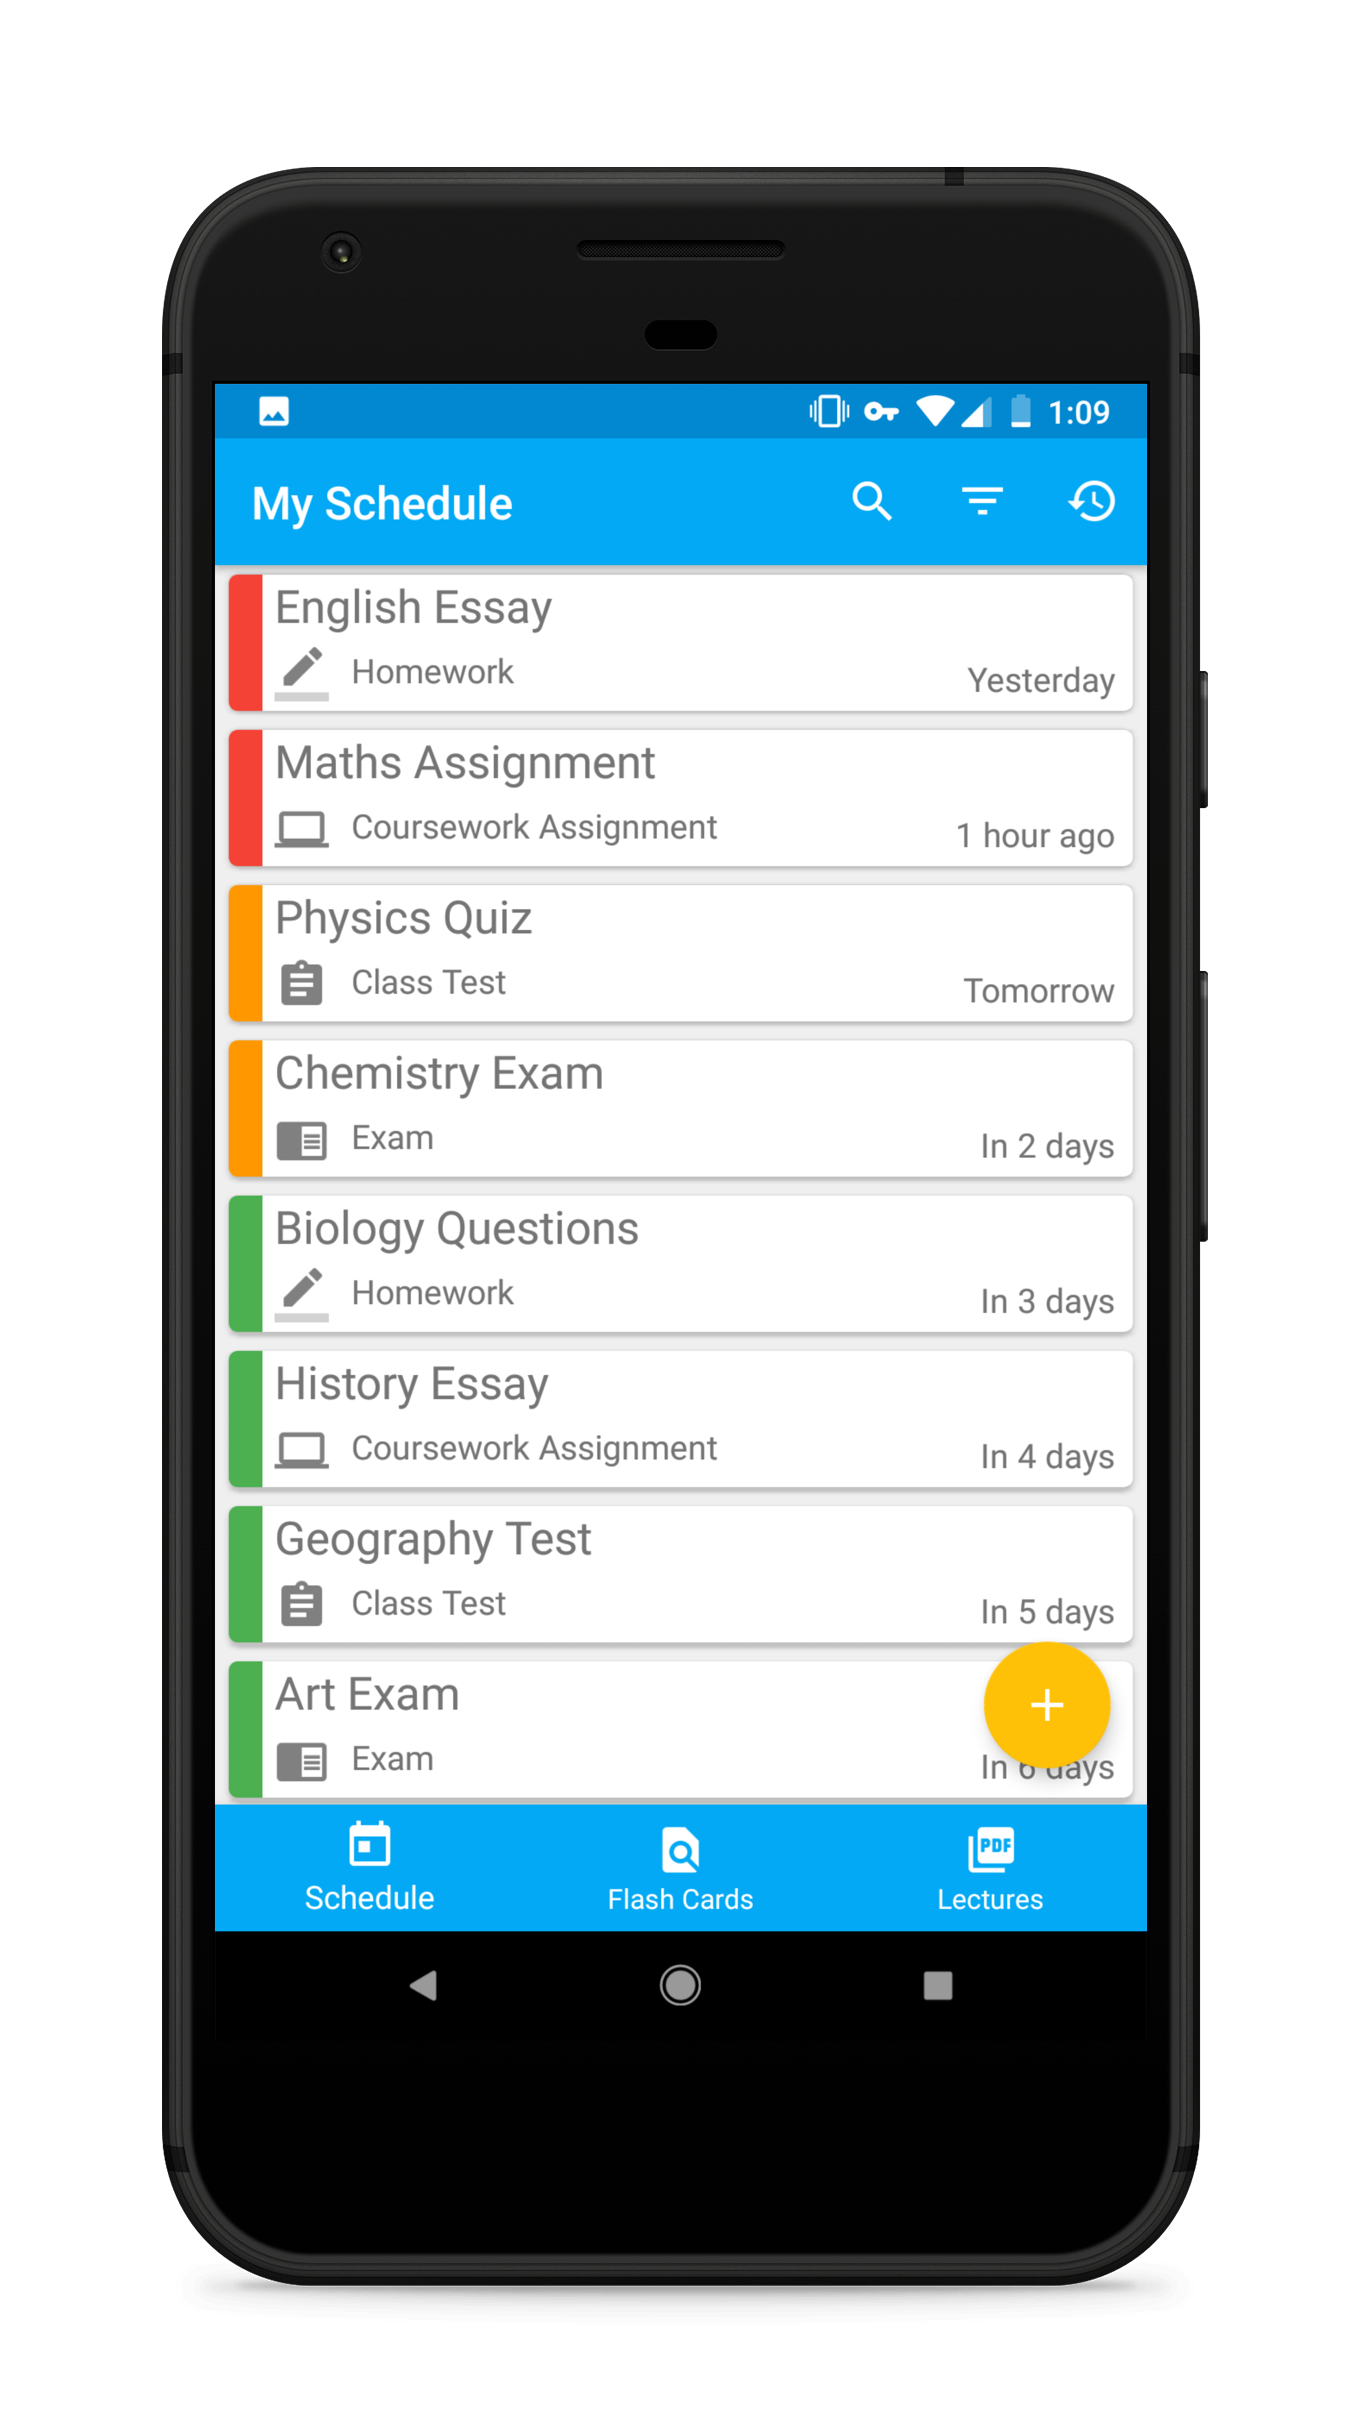 1:09
My Schedule
English Essay
Homework
Yesterday
Maths Assignment
Coursework Assignment
1 hour ago
Physics Quiz
Class Test
Tomorrow
Chemistry Exam
Exam
In 2 days
Biology Questions
Homework
In 3 days
History Essay
Coursework Assignment
In 4 days
Geography Test
Class Test
In 5 days
Art Exam
Exam
In 6 days
PDF
Schedule
Flash Cards
Lectures